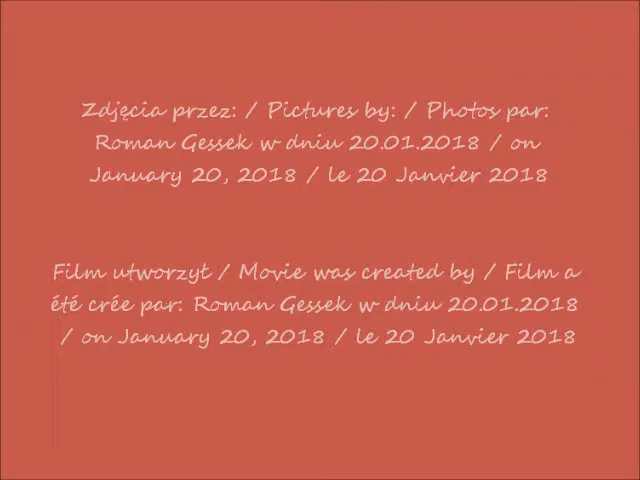 Zdjęcia przez: / Pictures by: / Photos par:
Roman Gessek w dniu 20.01.2018 / on
January 20, 2018 / le 20 Janvier 2018
Film utworzył / Movie was created by / Film a
été crée par: Roman Gessek w dniu 20.01.2018
/ on January 20, 2018 / le 20 Janvier 2018